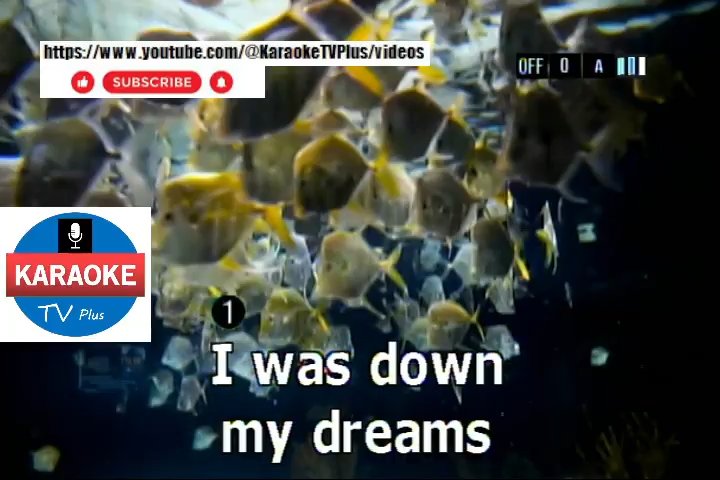 https://www.youtube.com/@KaraokeTVPlus/videos
SUBSCRIBE
OFF 0 A
KARAOKE
TV Plus
1
I was down
my dreams